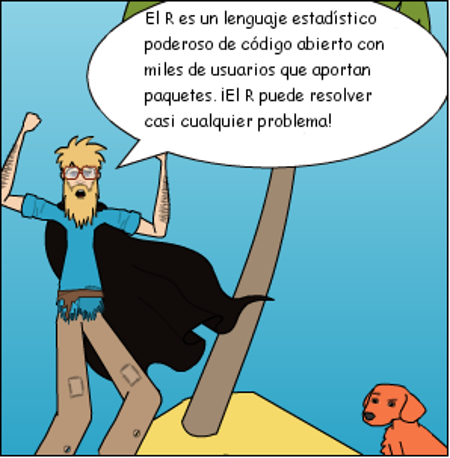 El R es un lenguaje estadístico
poderoso de código abierto con
miles de usuarios que aportan
paquetes. ¡El R puede resolver
casi cualquier problema!